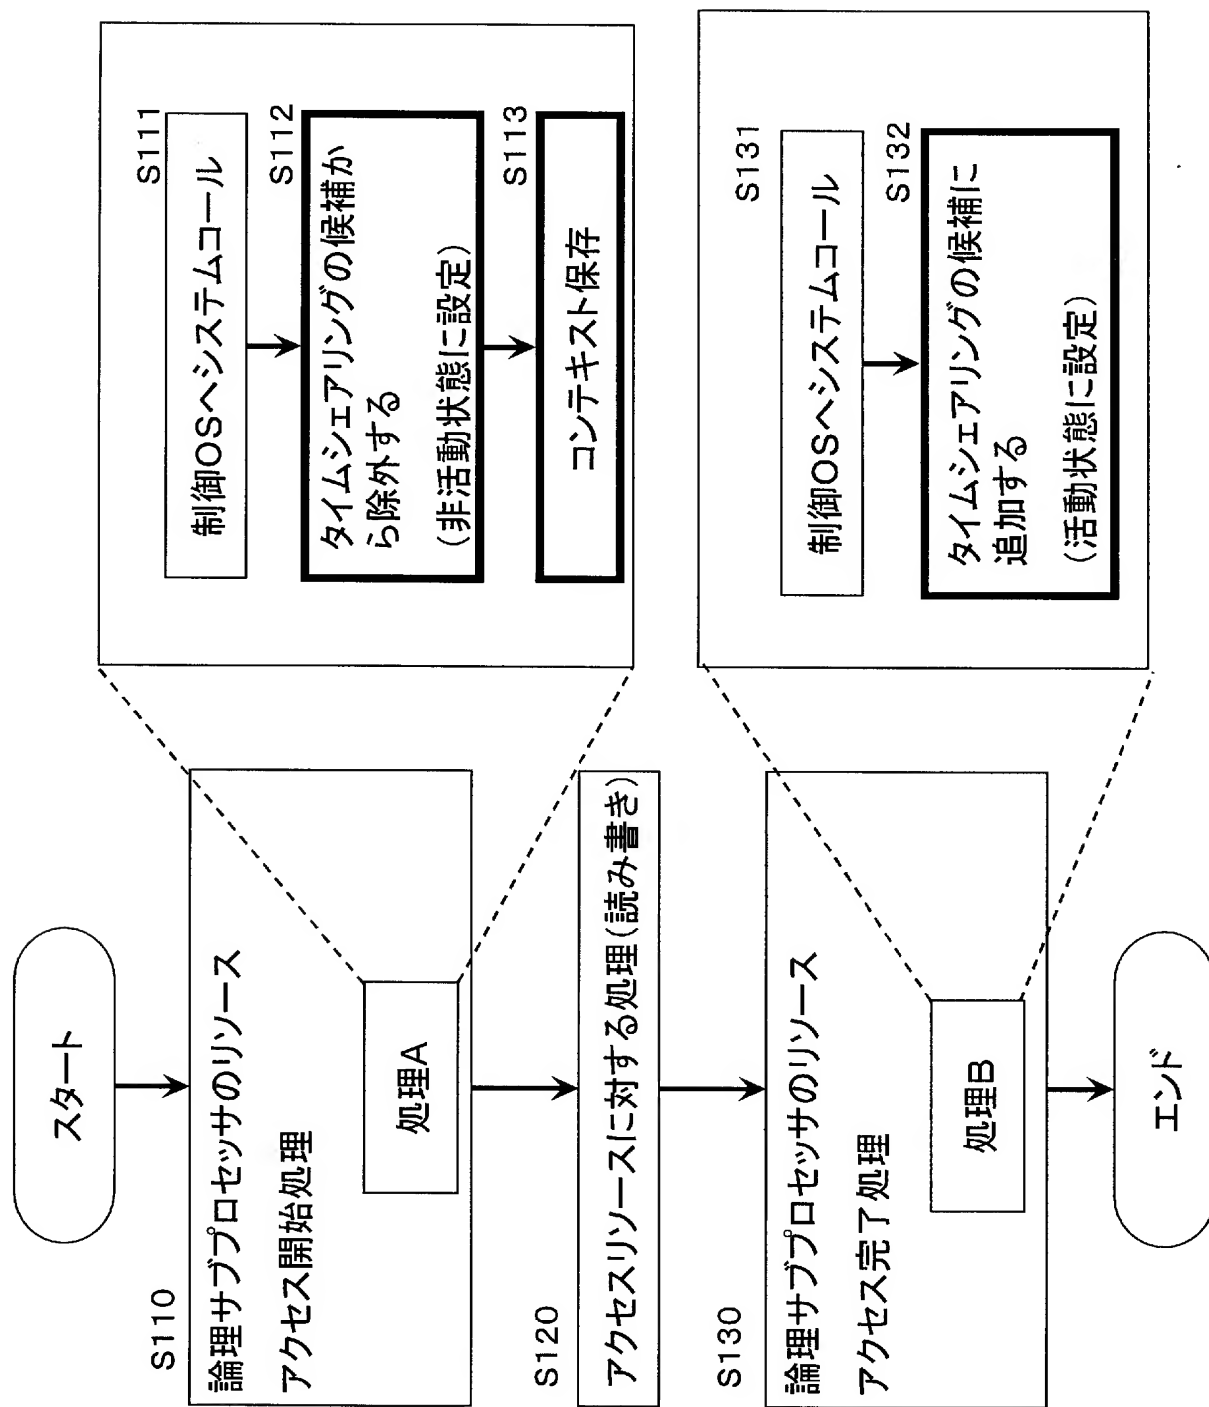 スタート
S110
論理サブプロセッサのリソース
アクセス開始処理
処理A
S120
アクセスリソースに対する処理(読み書き)
S130
論理サブプロセッサのリソース
アクセス完了処理
処理B
エンド
S111
制御OSへシステムコール
S112
タイムシェアリングの候補か
ら除外する
(非活動状態に設定)
S113
コンテキスト保存
S131
制御OSへシステムコール
S132
タイムシェアリングの候補に
追加する
(活動状態に設定)